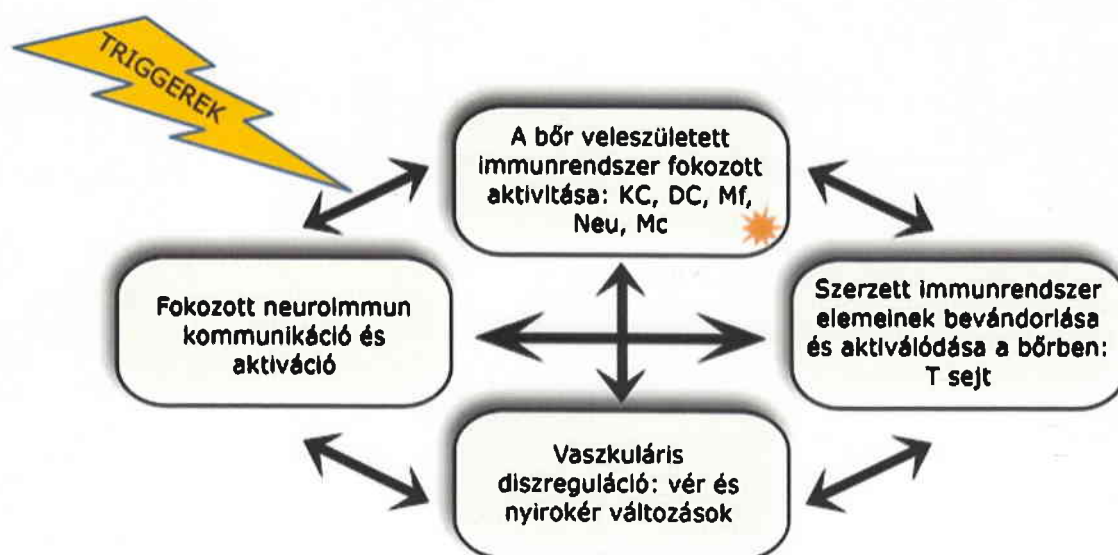 TRIGGEREK
A bőr veleszületett
immunrendszer fokozott
aktivitása: KC, DC, Mf,
Neu, Mc
Fokozott neuroimmun
kommunikáció és
aktiváció
Szerzett immunrendszer
elemeinek bevándorlása
és aktiválódása a bőrben:
T sejt
Vaszkuláris
diszreguláció: vér és
nyirokér változások